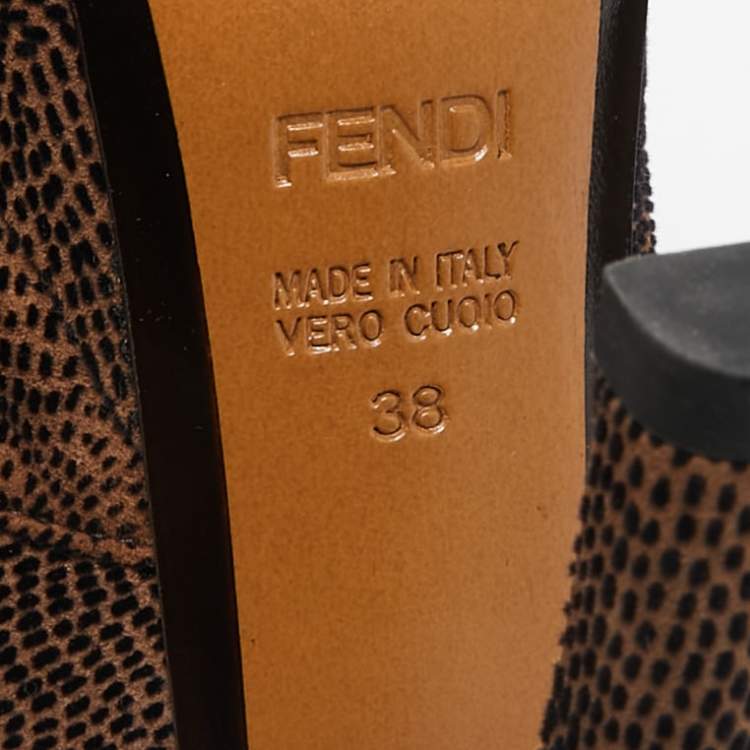 FENDI
MADE IN ITALY
VERO CUOIO
38